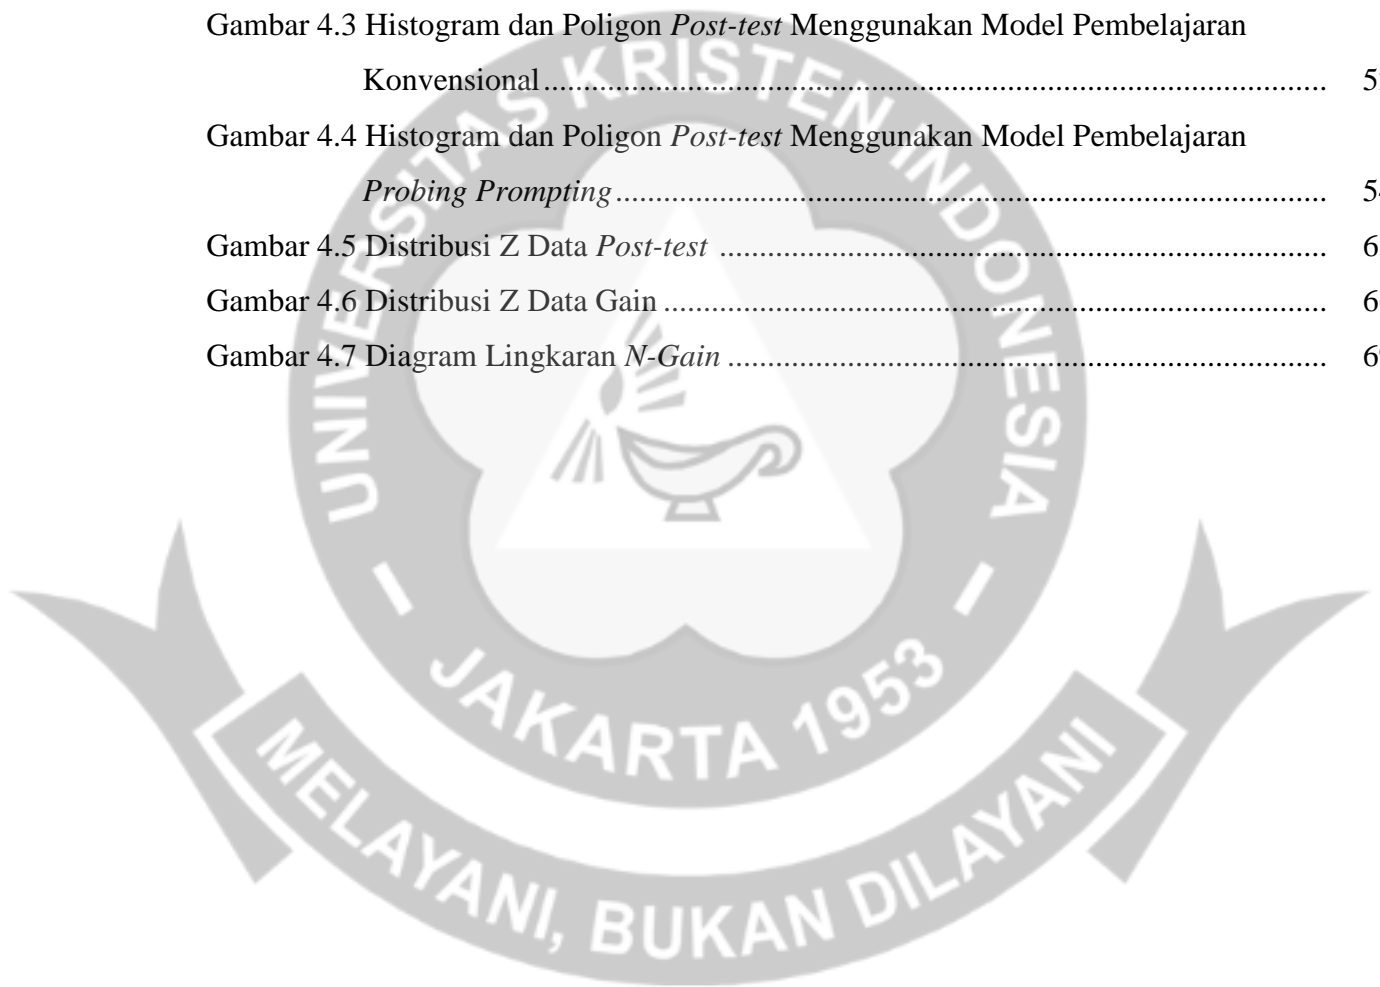 Gambar 4.3 Histogram dan Poligon Post-test Menggunakan Model Pembelajaran
Konvensional ........................................................................................
Gambar 4.4 Histogram dan Poligon Post-test Menggunakan Model Pembelajaran
Probing Prompting ................................................................................
Gambar 4.5 Distribusi Z Data Post-test ....................................................................
Gambar 4.6 Distribusi Z Data Gain ...........................................................................
Gambar 4.7 Diagram Lingkaran N-Gain ...................................................................
UNIVERSITAS KRISTEN INDONESIA
JAKARTA 1953
MELAYANI, BUKAN DILAYANI